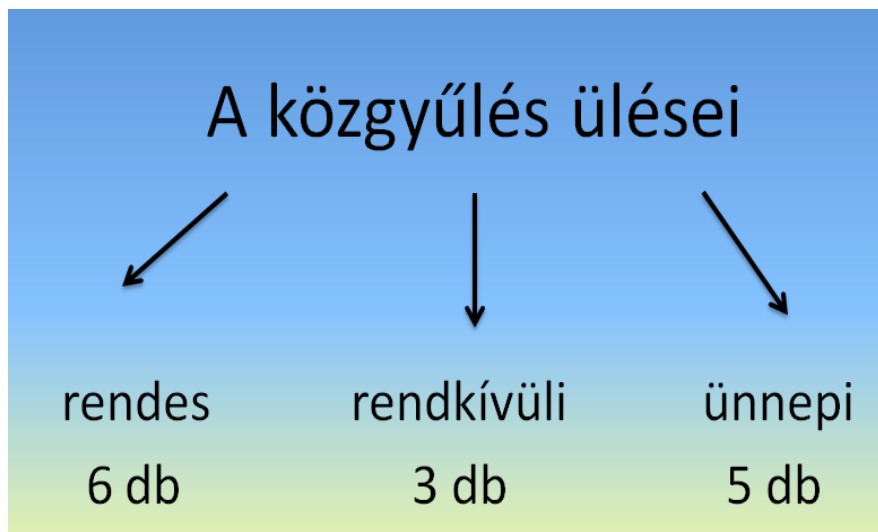 A közgyűlés ülései
rendes rendkívüli ünnepi
6 db 3 db 5 db